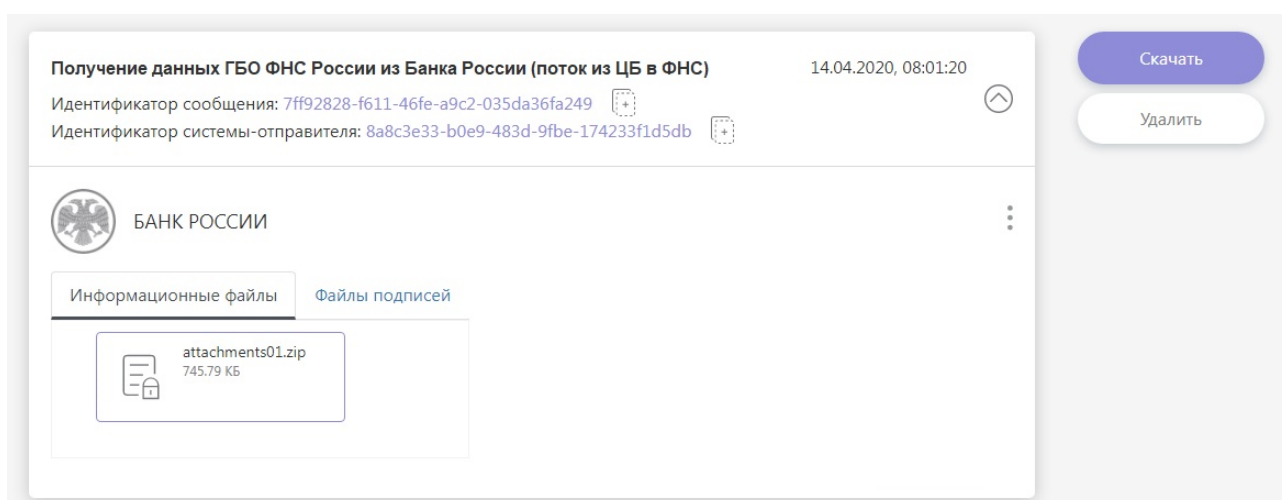 Получение данных ГБО ФНС России из Банка России (поток из ЦБ в ФНС) 14.04.2020, 08:01:20
Идентификатор сообщения: 7ff92828-f611-46fe-a9c2-035da36fa249
Идентификатор системы-отправителя: 8a8c3e33-b0e9-483d-9fbe-174233f1d5db
Скачать
Удалить
БАНК РОССИИ
Информационные файлы Файлы подписей
attachments01.zip
745.79 КБ